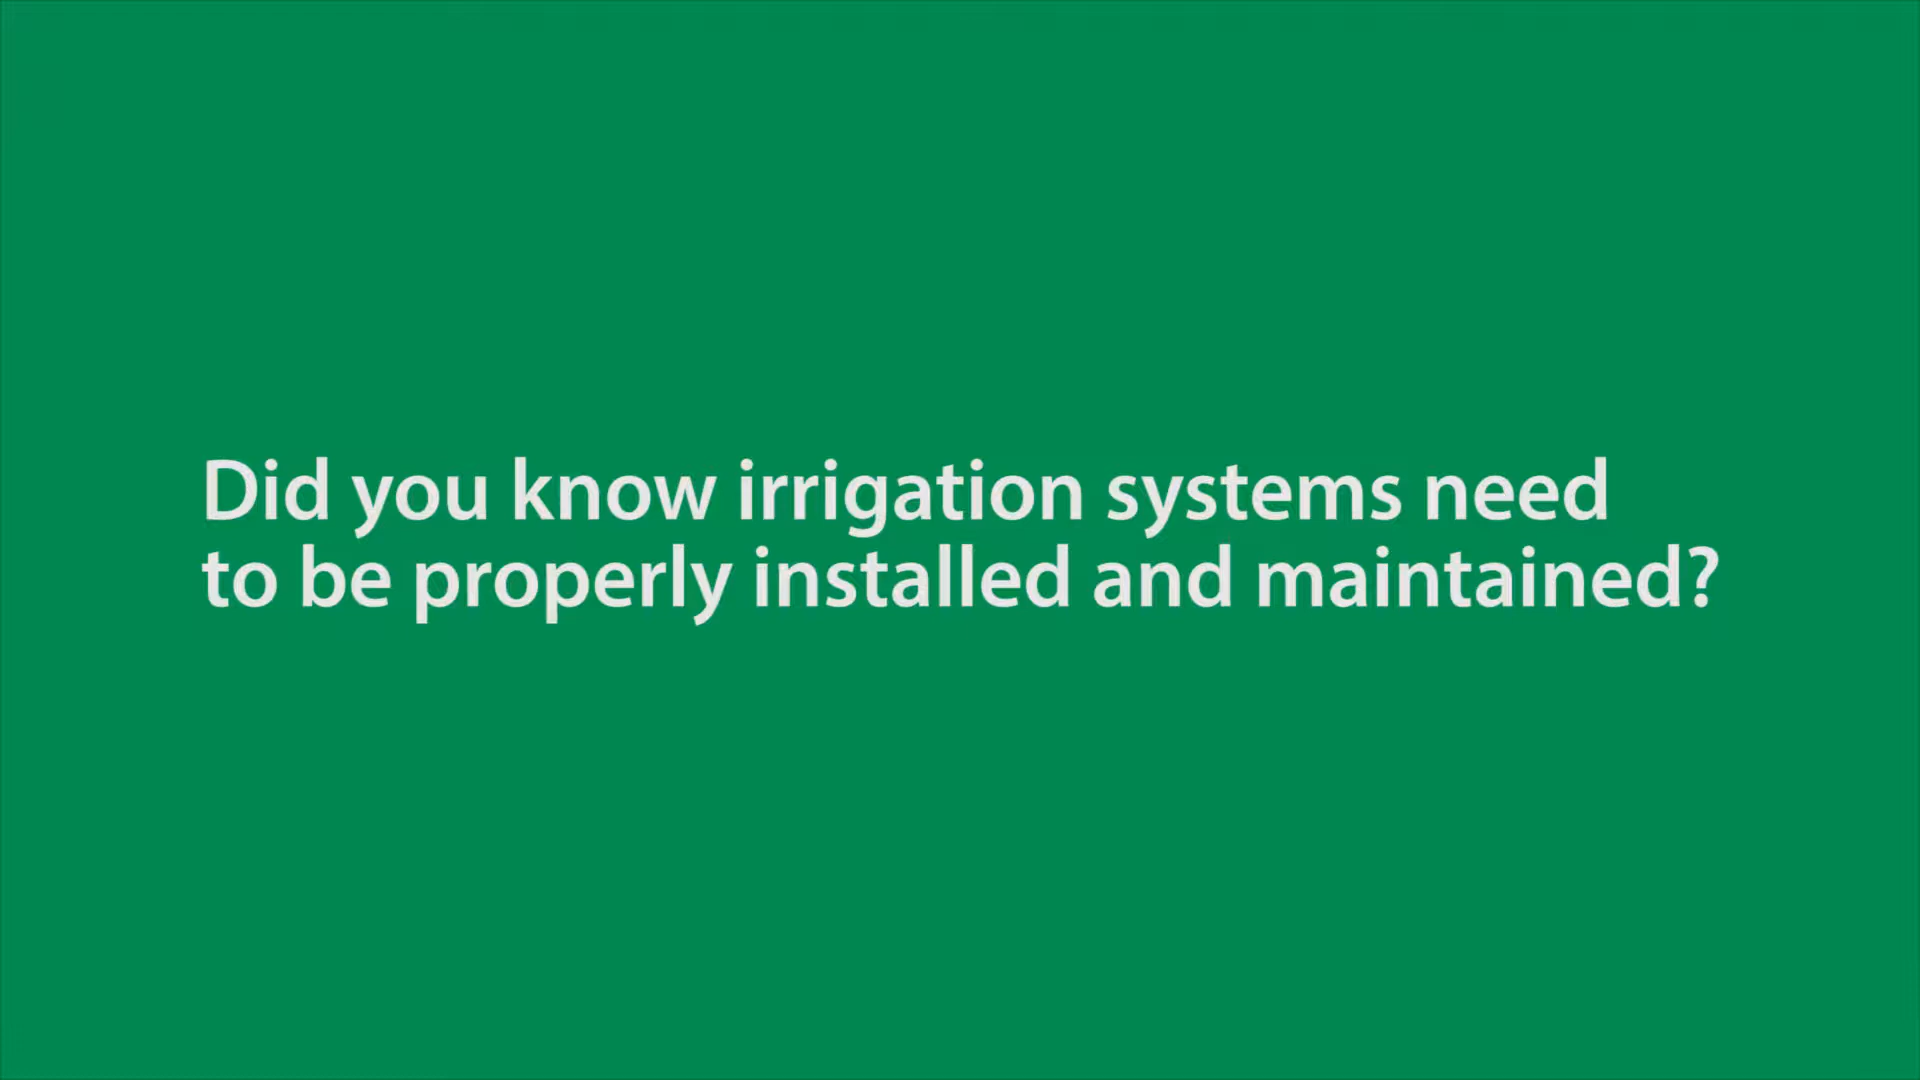 Did you know irrigation systems need
to be properly installed and maintained?